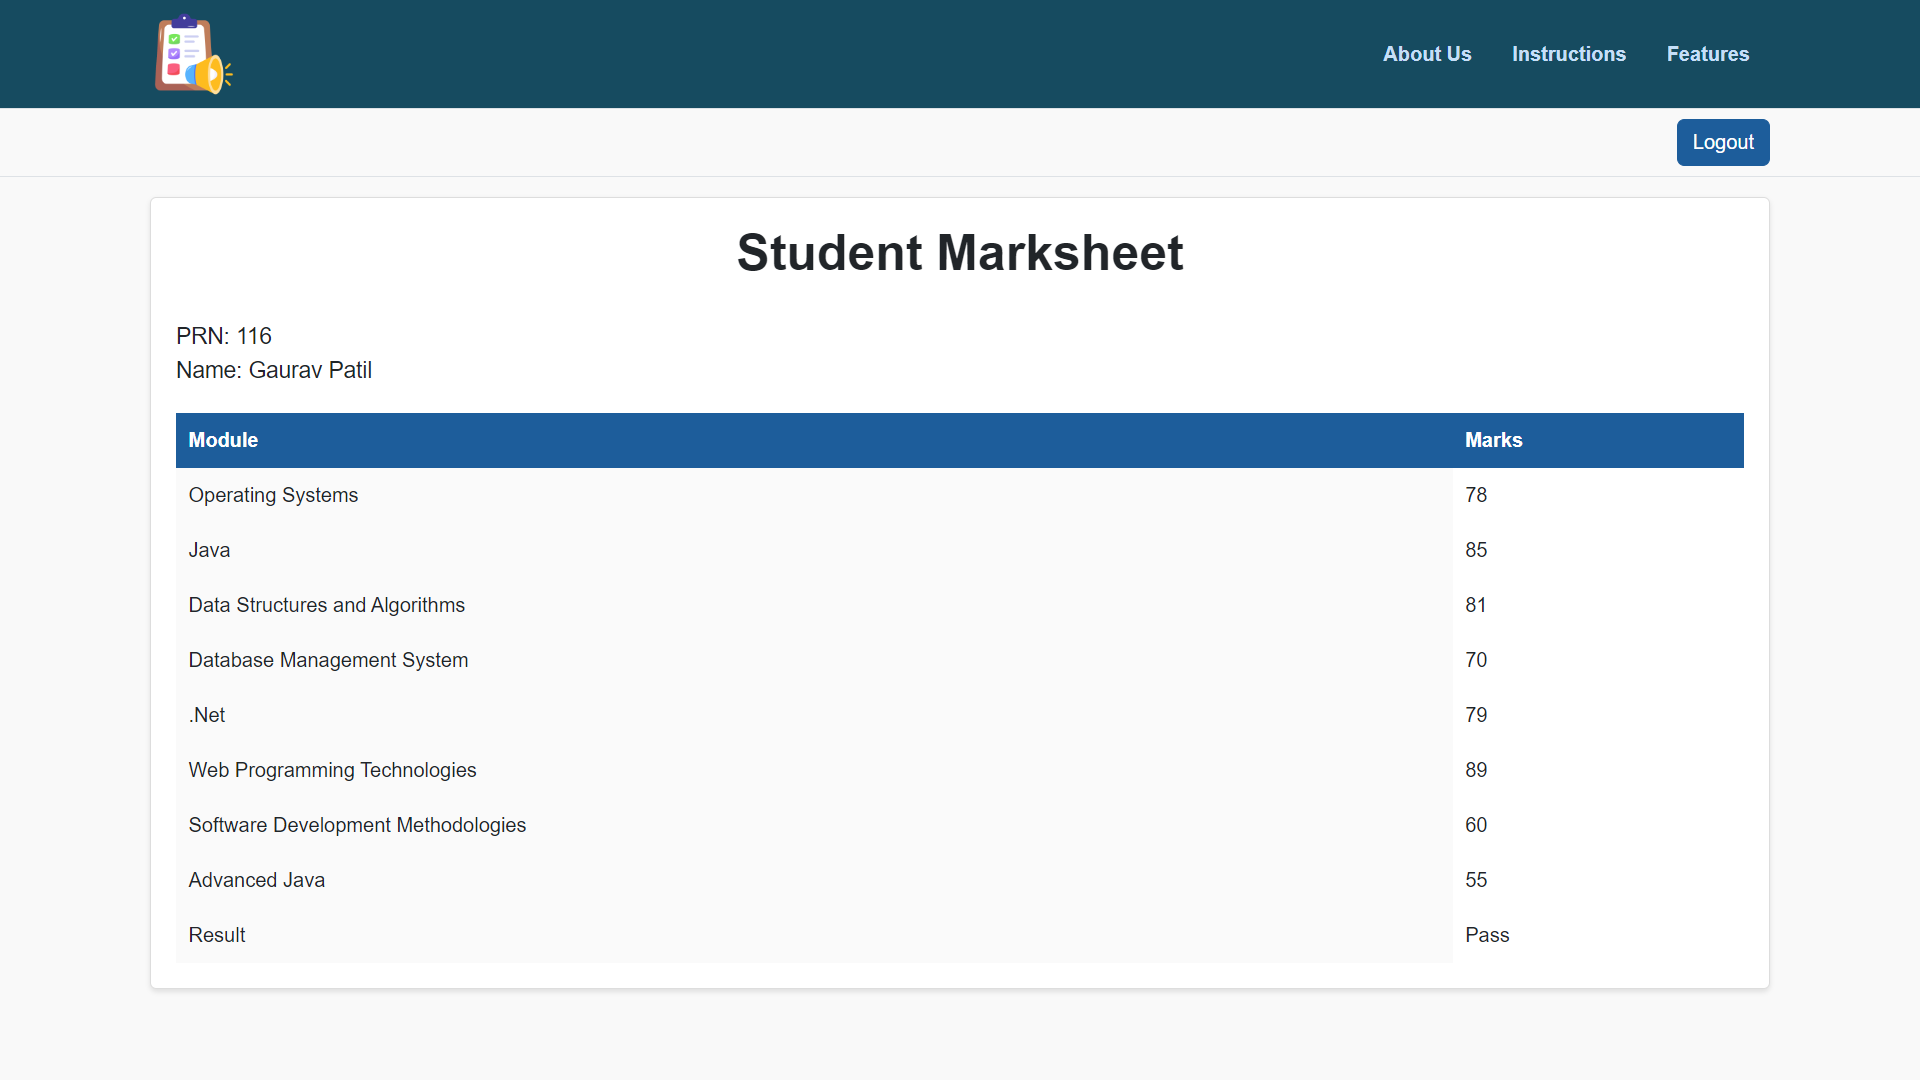 About Us Instructions Features
Logout
Student Marksheet
PRN: 116
Name: Gaurav Patil
Module Marks
Operating Systems 78
Java 85
Data Structures and Algorithms 81
Database Management System 70
.Net 79
Web Programming Technologies 89
Software Development Methodologies 60
Advanced Java 55
Result Pass